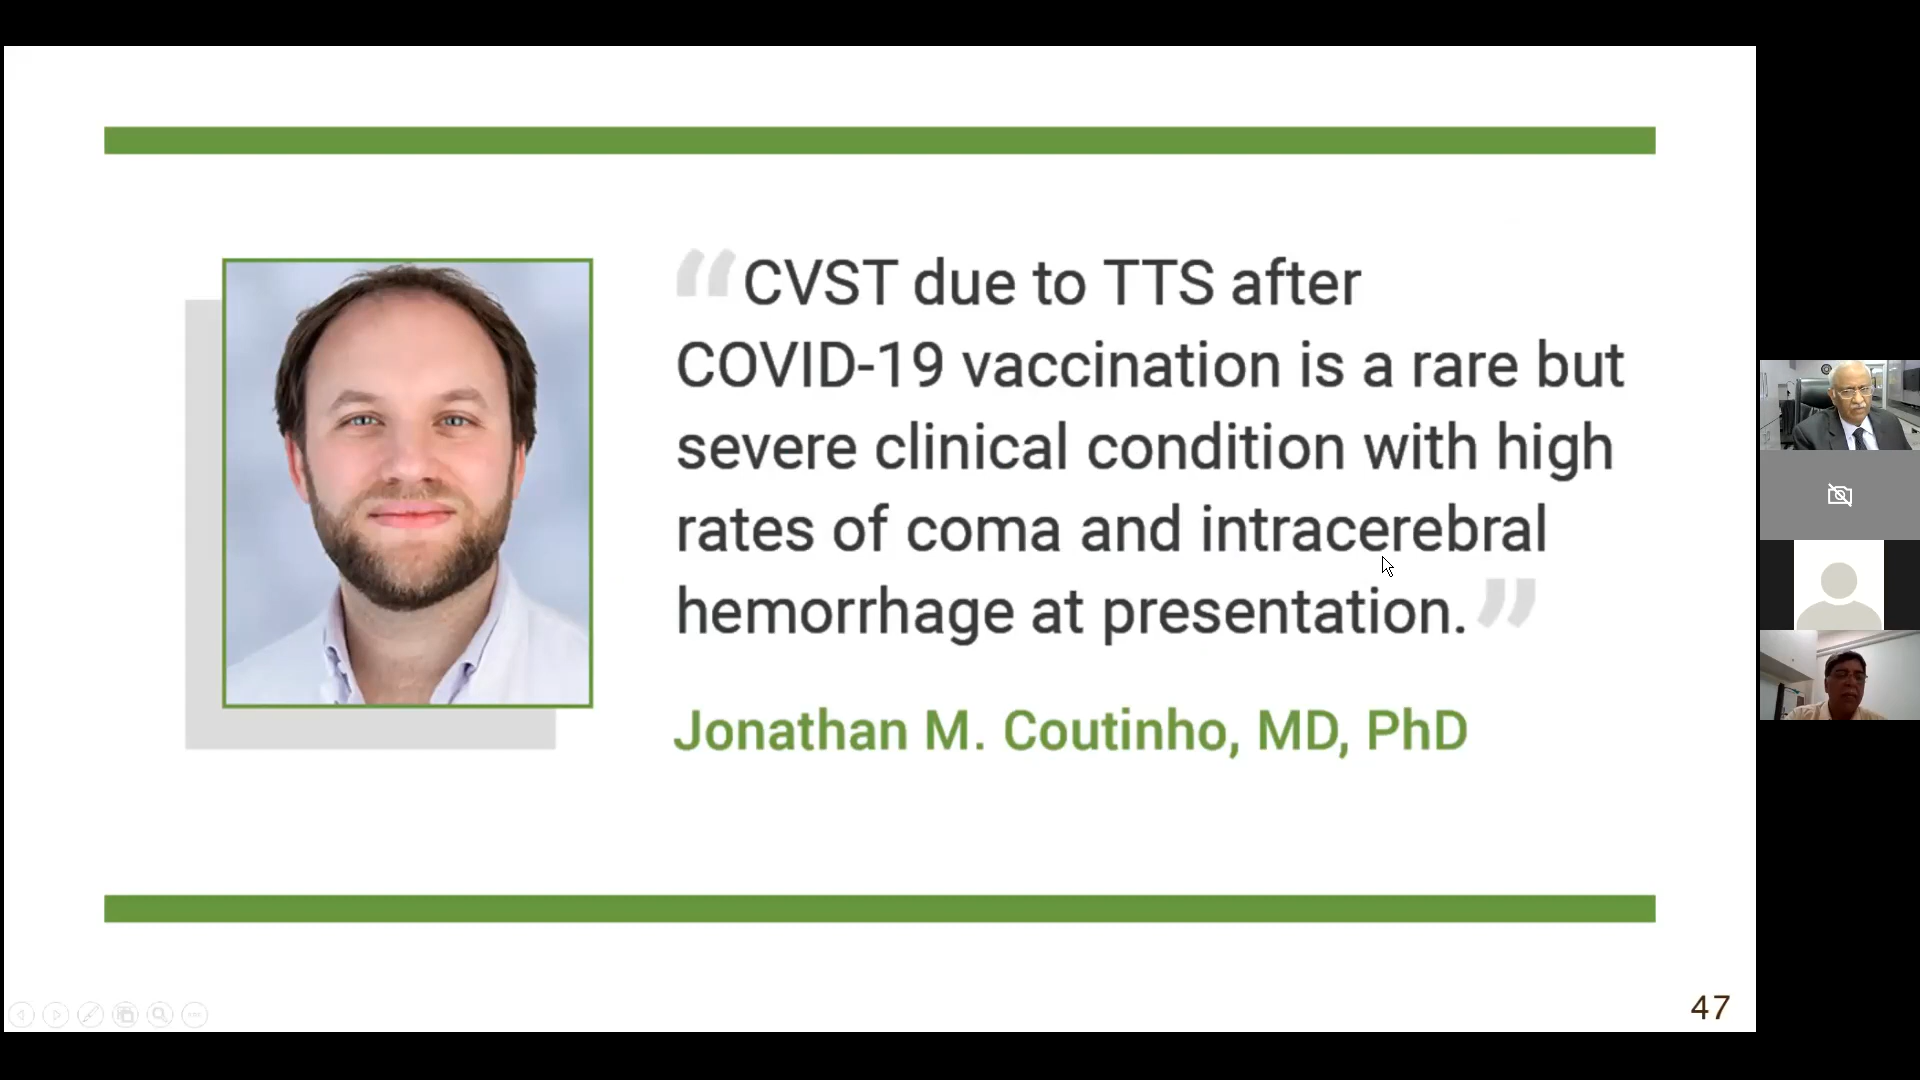 “CVST due to TTS after
COVID-19 vaccination is a rare but
severe clinical condition with high
rates of coma and intracerebral
hemorrhage at presentation.”
Jonathan M. Coutinho, MD, PhD
47